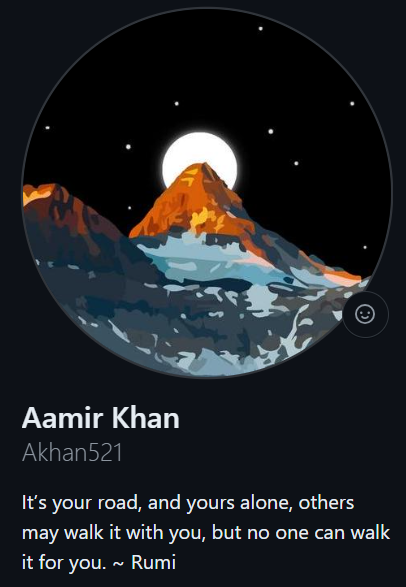 Aamir Khan
Akhan521
It’s your road, and yours alone, others
may walk it with you, but no one can walk
it for you. ~ Rumi